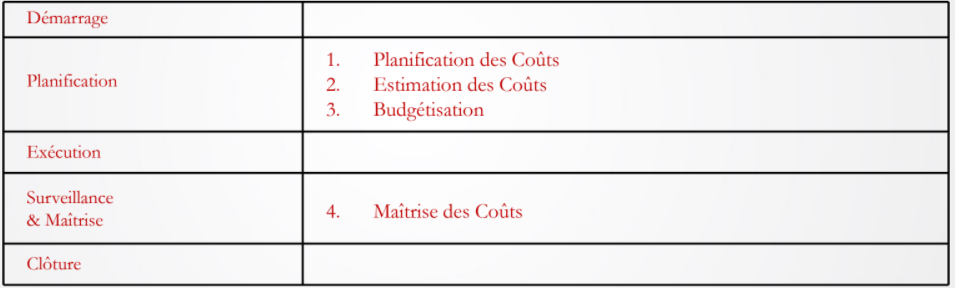 Démarrage
Planification
1. Planification des Coûts
2. Estimation des Coûts
3. Budgétisation
Exécution
Surveillance
& Maîtrise
4. Maîtrise des Coûts
Clôture